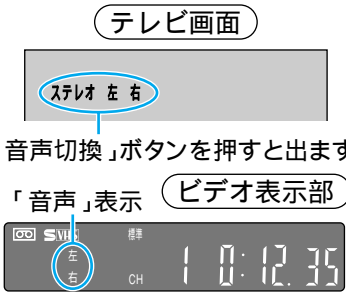 テレビ画面
ステレオ 左 右
音声切換」ボタンを押すと出ます
「音声」表示
ビデオ表示部
S VHS 標準
左
右 CH 1 0:12.35